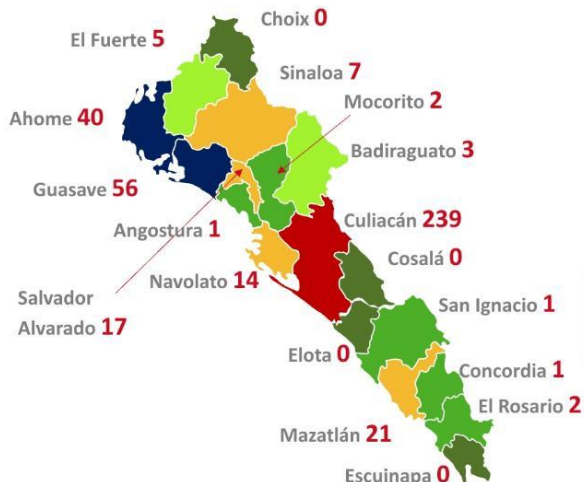 Choix 0
El Fuerte 5
Sinaloa 7
Mocorito 2
Ahome 40
Badiraguato 3
Guasave 56
Culiacán 239
Angostura 1
Cosalá 0
Navolato 14
Salvador
Alvarado 17
San Ignacio 1
Elota 0
Concordia 1
El Rosario 2
Mazatlán 21
Escuinapa 0